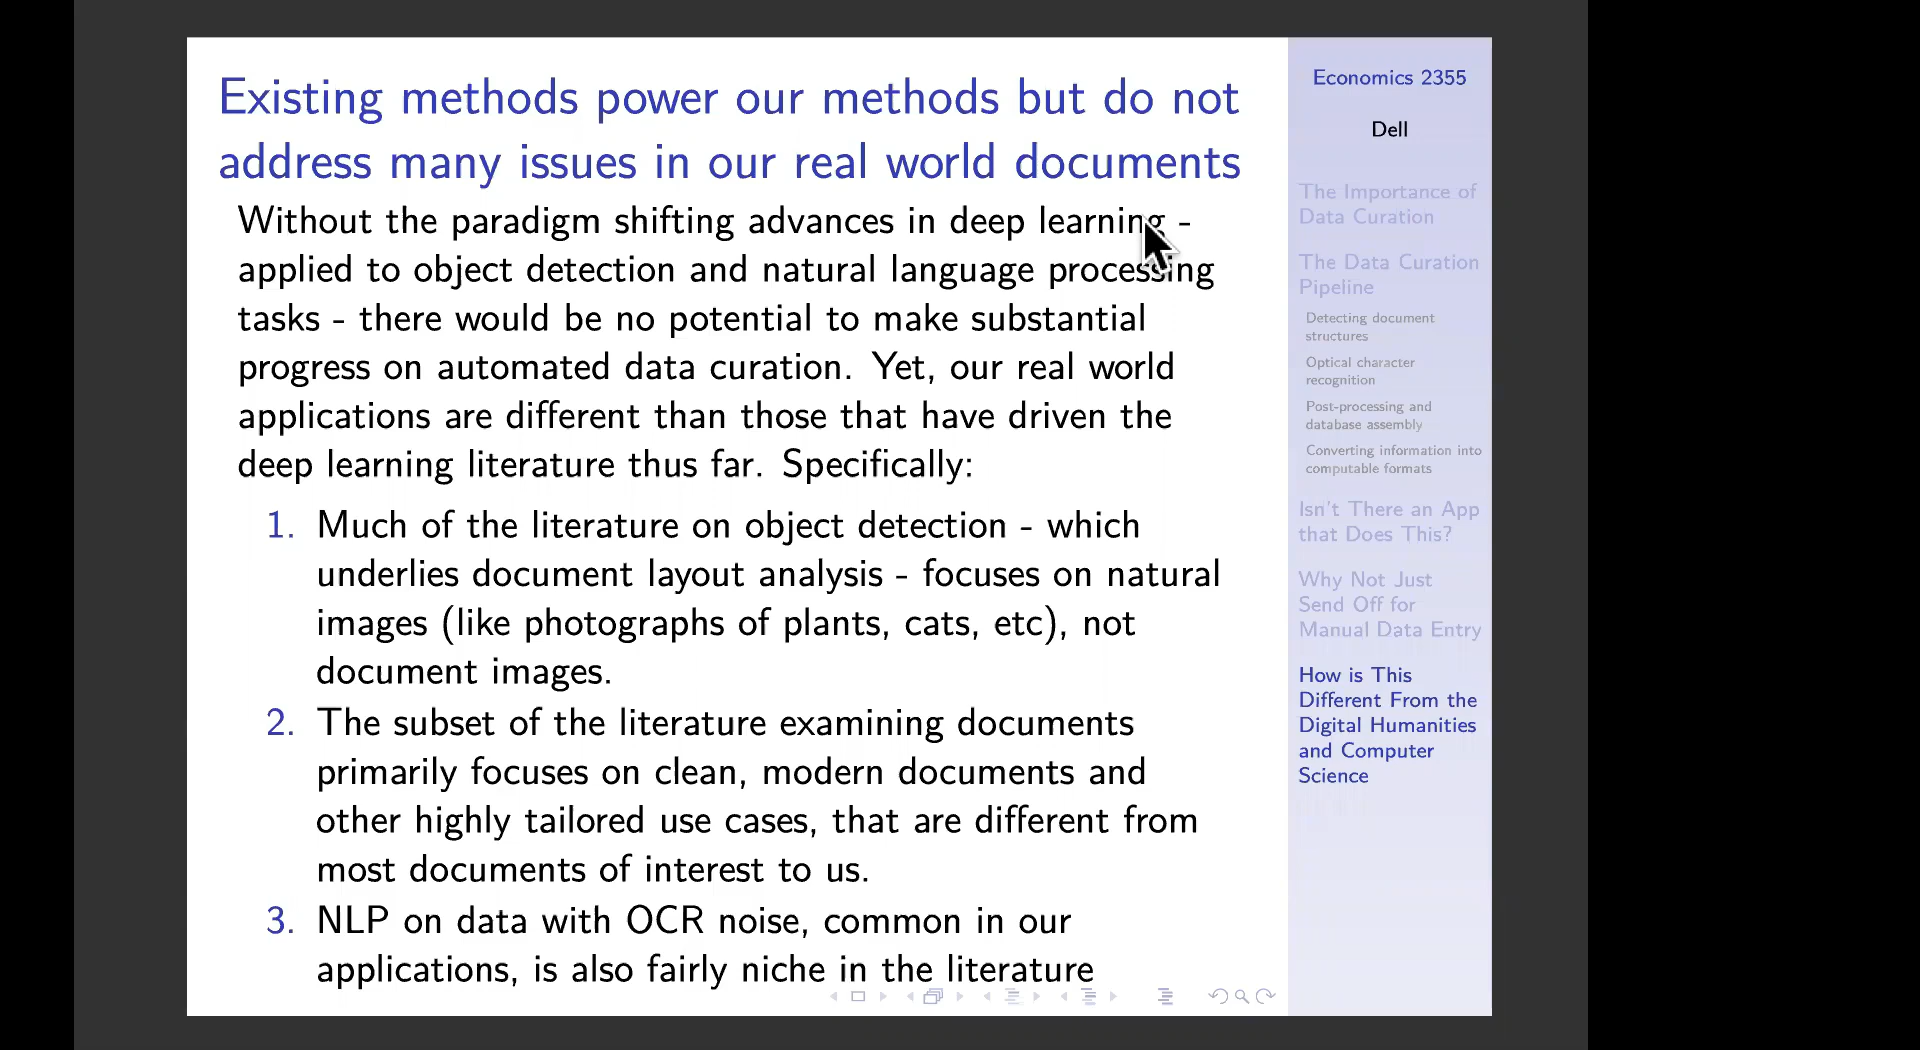 Existing methods power our methods but do not
address many issues in our real world documents
Without the paradigm shifting advances in deep learning -
applied to object detection and natural language processing
tasks - there would be no potential to make substantial
progress on automated data curation. Yet, our real world
applications are different than those that have driven the
deep learning literature thus far. Specifically:
1. Much of the literature on object detection - which
underlies document layout analysis - focuses on natural
images (like photographs of plants, cats, etc), not
document images.
2. The subset of the literature examining documents
primarily focuses on clean, modern documents and
other highly tailored use cases, that are different from
most documents of interest to us.
3. NLP on data with OCR noise, common in our
applications, is also fairly niche in the literature
Economics 2355
Dell
The Importance of
Data Curation
The Data Curation
Pipeline
Detecting document
structures
Optical character
recognition
Post-processing and
database assembly
Converting information into
computable formats
Isn't There an App
that Does This?
Why Not Just
Send Off for
Manual Data Entry
How is This
Different From the
Digital Humanities
and Computer
Science